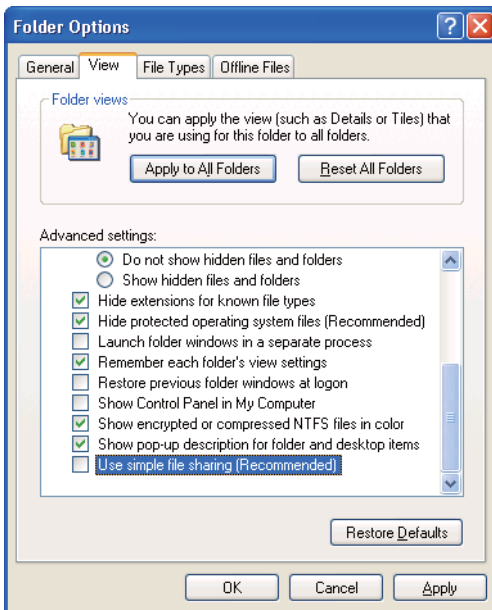 Folder Options
General View File Types Offline Files
Folder views
You can apply the view (such as Details or Tiles) that
you are using for this folder to all folders.
Apply to All Folders Reset All Folders
Advanced settings:
Do not show hidden files and folders
Show hidden files and folders
Hide extensions for known file types
Hide protected operating system files (Recommended)
Launch folder windows in a separate process
Remember each folder's view settings
Restore previous folder windows at logon
Show Control Panel in My Computer
Show encrypted or compressed NTFS files in color
Show pop-up description for folder and desktop items
Use simple file sharing (Recommended)
Restore Defaults
OK Cancel Apply